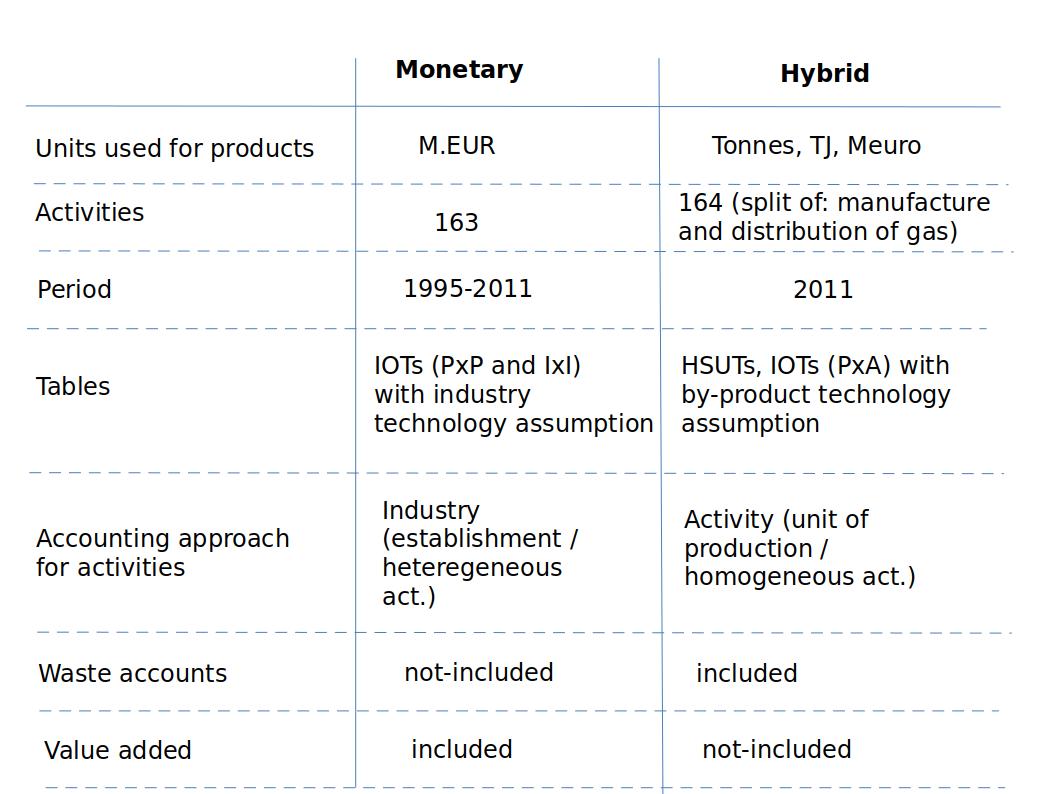 Monetary
Hybrid
Units used for products
M.EUR
Tonnes, TJ, Meuro
Activities
163
164 (split of: manufacture
and distribution of gas)
Period
1995-2011
2011
Tables
IOTs (PxP and IxI)
with industry
technology assumption
HSUTs, IOTs (PxA) with
by-product technology
assumption
Accounting approach
for activities
Industry
(establishment /
heteregeneous
act.)
Activity (unit of
production /
homogeneous act.)
Waste accounts
not-included
included
Value added
included
not-included